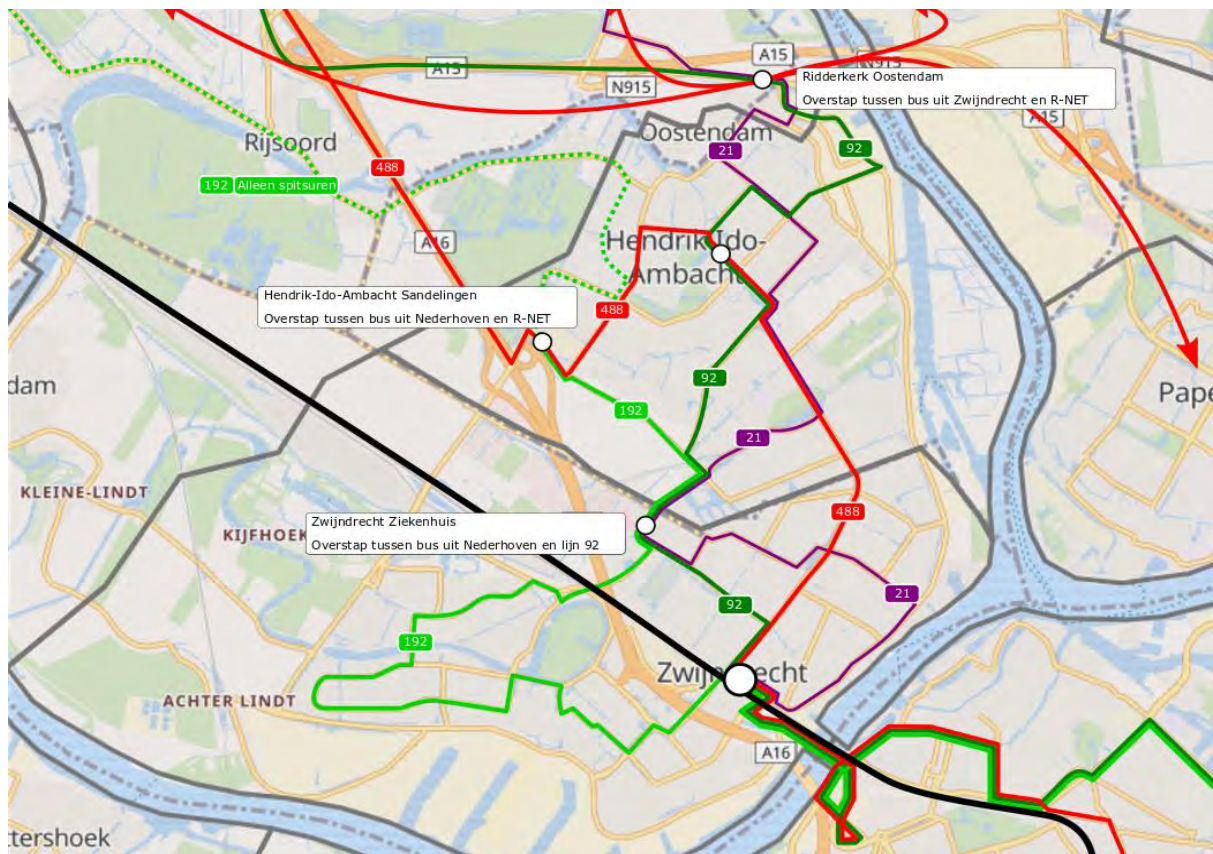 A15
A15
N915
N915
Ridderkerk Oostendam
Overstap tussen bus uit Zwijndrecht en R-NET
A15
Rijsoord
Oostendam
21
92
488
192 Alleen spitsuren
A16
Hendrik-Ido-
Ambacht
Hendrik-Ido-Ambacht Sandelingen
Overstap tussen bus uit Nederhoven en R-NET
488
92
dam
Pape
192
21
KLEINE-LINDT
488
Zwijndrecht Ziekenhuis
Overstap tussen bus uit Nederhoven en lijn 92
KIJFHOEK
92
21
192
Zwijndrecht
ACHTER LINDT
A16
ttershoek